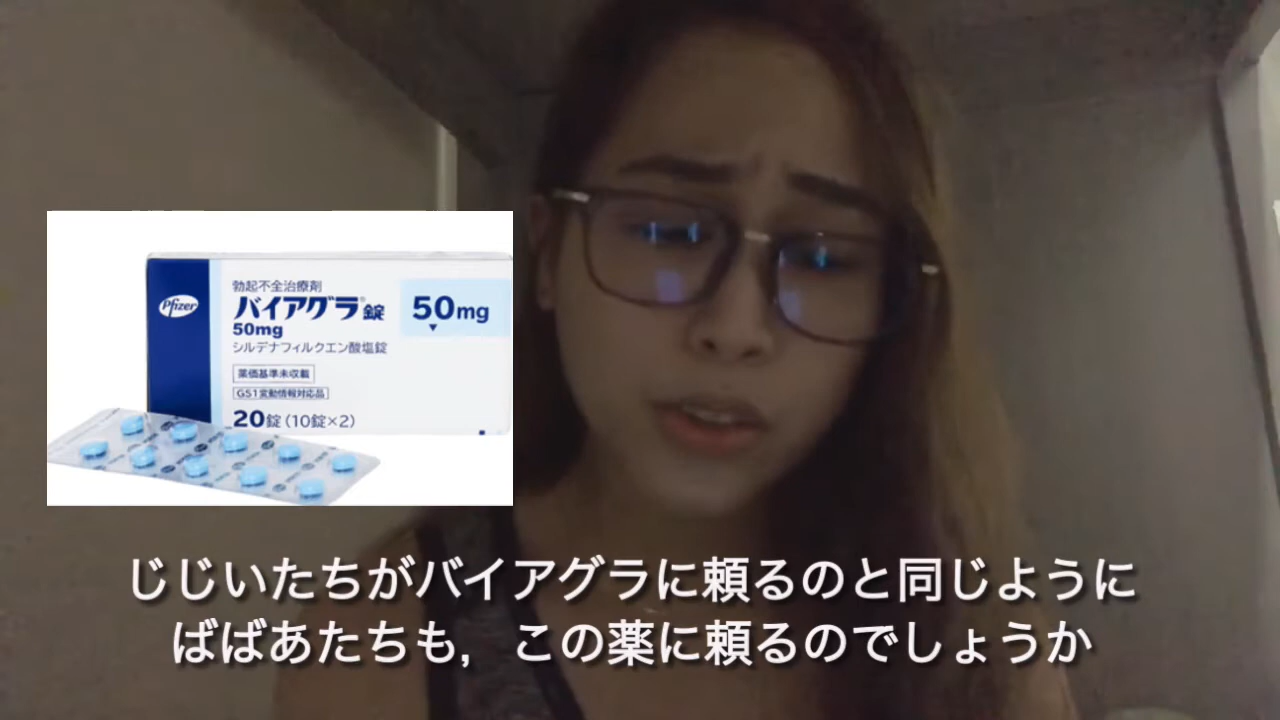 Pfizer
勃起不全治療剤
バイアグラ®錠
50mg
シルデナフィルクエン酸塩錠
50mg
薬価基準未収載
GS1変動情報対応品
20錠(10錠×2)
じじいたちがバイアグラに頼るのと同じように
ばばあたちも，この薬に頼るのでしょうか